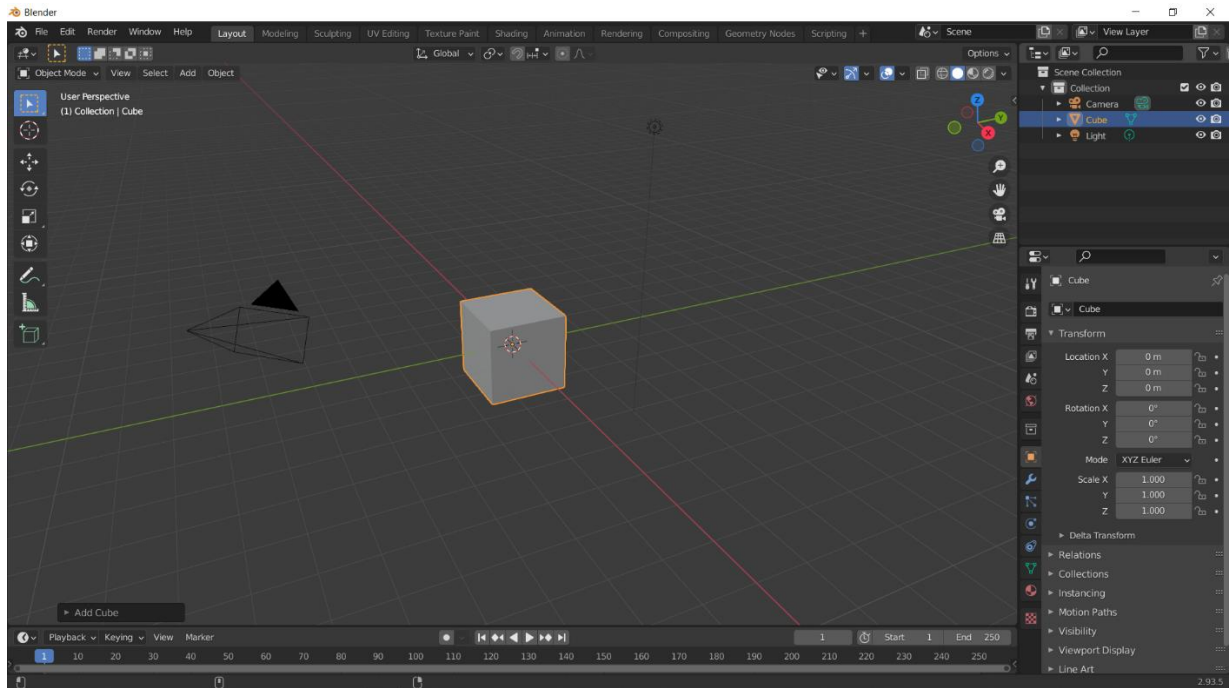 Blender
File Edit Render Window Help Layout Modeling Sculpting UV Editing Texture Paint Shading Animation Rendering Compositing Geometry Nodes Scripting + Scene View Layer
Global Options
Object Mode View Select Add Object
User Perspective
(1) Collection | Cube
Z
Y
X
Scene Collection
Collection
Camera
Cube
Light
Cube
Cube
Transform
Location X 0 m
Y 0 m
Z 0 m
Rotation X 0°
Y 0°
Z 0°
Mode XYZ Euler
Scale X 1.000
Y 1.000
Z 1.000
Delta Transform
Relations
Collections
Instancing
Motion Paths
Visibility
Viewport Display
Line Art
Add Cube
Playback Keying View Marker 1 Start 1 End 250
1 10 20 30 40 50 60 70 80 90 100 110 120 130 140 150 160 170 180 190 200 210 220 230 240 250
2.93.5